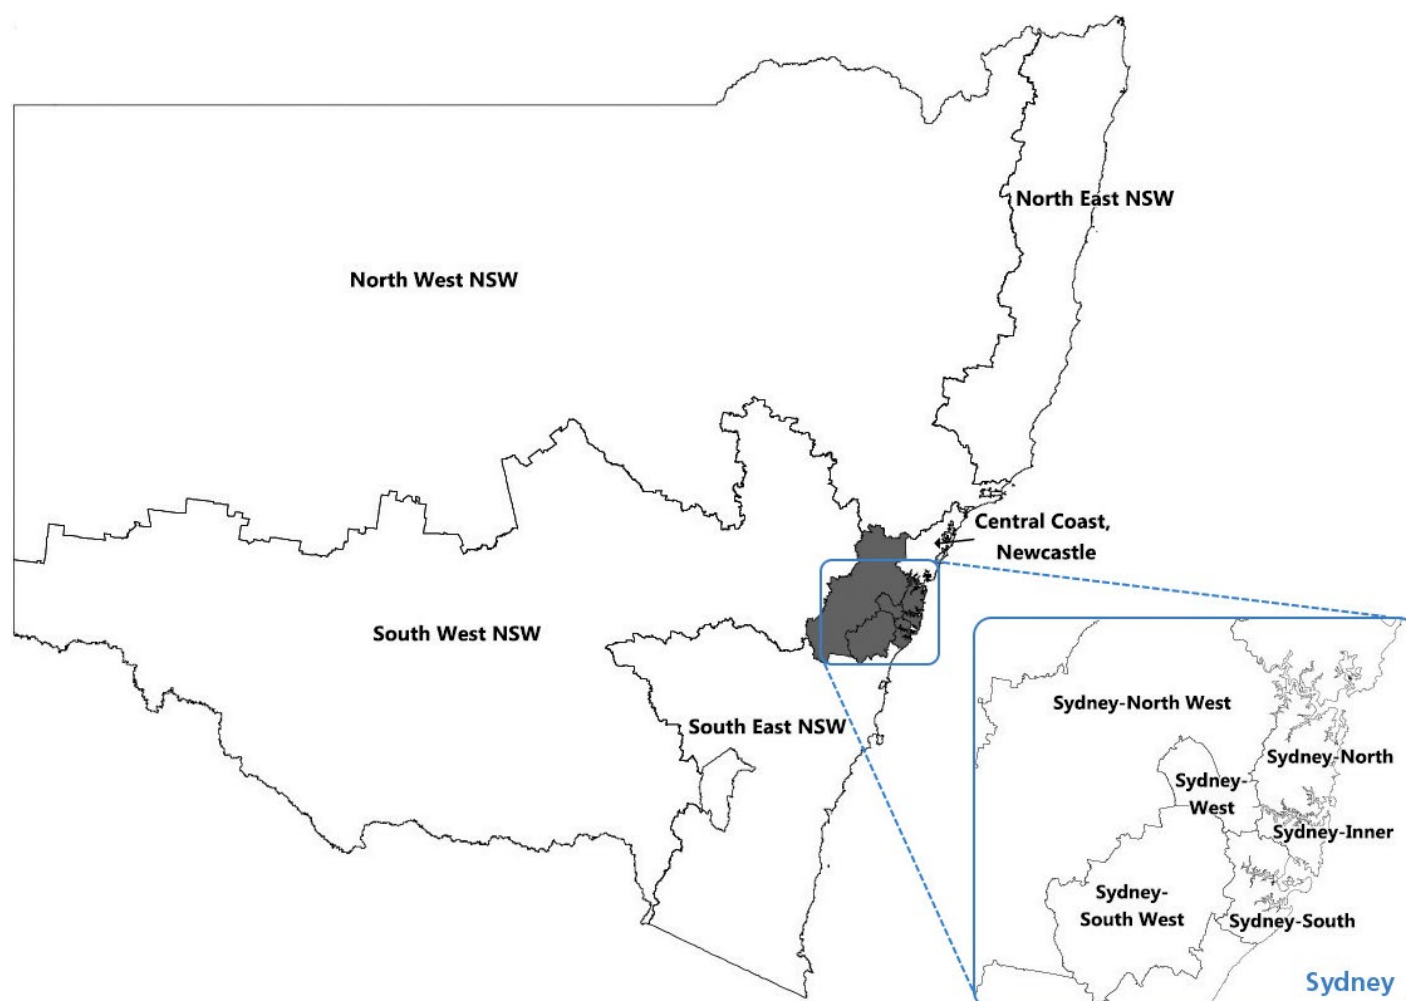 North East NSW
North West NSW
Central Coast,
Newcastle
South West NSW
South East NSW
Sydney-North West
Sydney-North
Sydney-
West
Sydney-Inner
Sydney-
South West
Sydney-South
Sydney